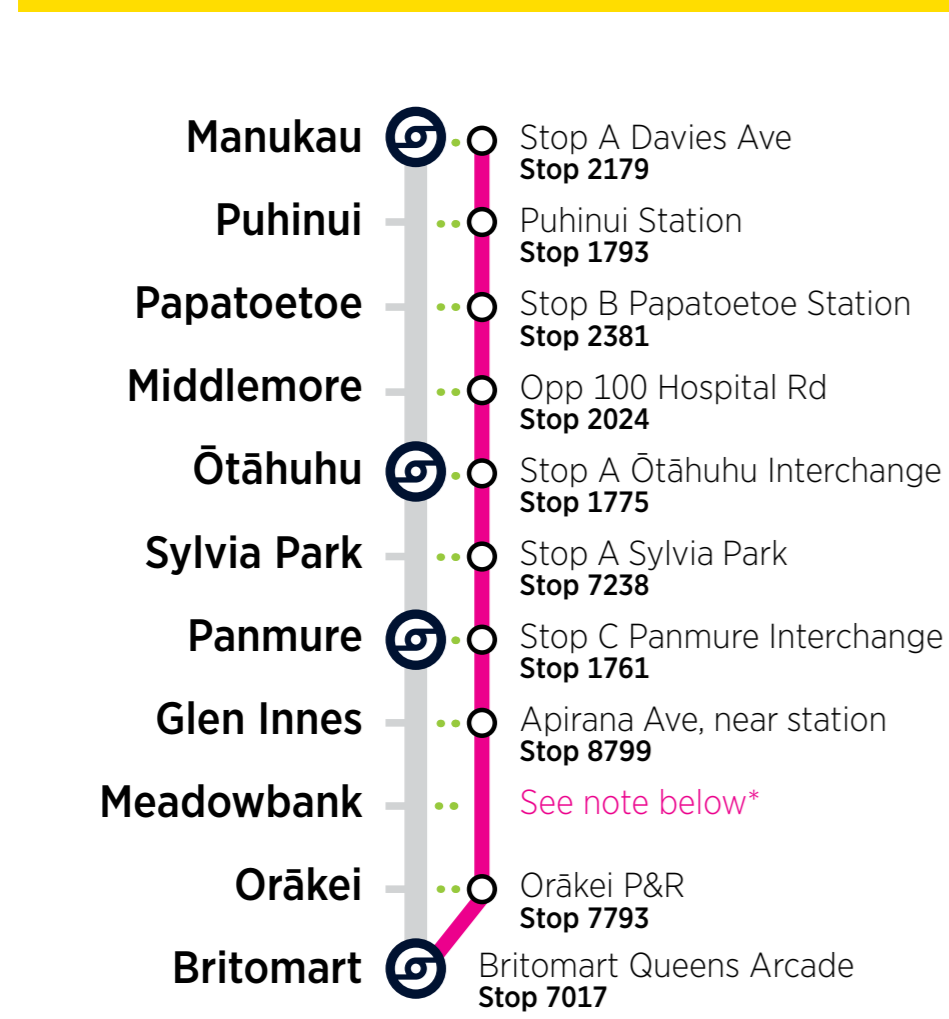 Manukau
Stop A Davies Ave
Stop 2179
Puhinui
Puhinui Station
Stop 1793
Papatoetoe
Stop B Papatoetoe Station
Stop 2381
Middlemore
Opp 100 Hospital Rd
Stop 2024
Ōtāhuhu
Stop A Ōtāhuhu Interchange
Stop 1775
Sylvia Park
Stop A Sylvia Park
Stop 7238
Panmure
Stop C Panmure Interchange
Stop 1761
Glen Innes
Apirana Ave, near station
Stop 8799
Meadowbank
See note below*
Orākei
Orākei P&R
Stop 7793
Britomart
Britomart Queens Arcade
Stop 7017